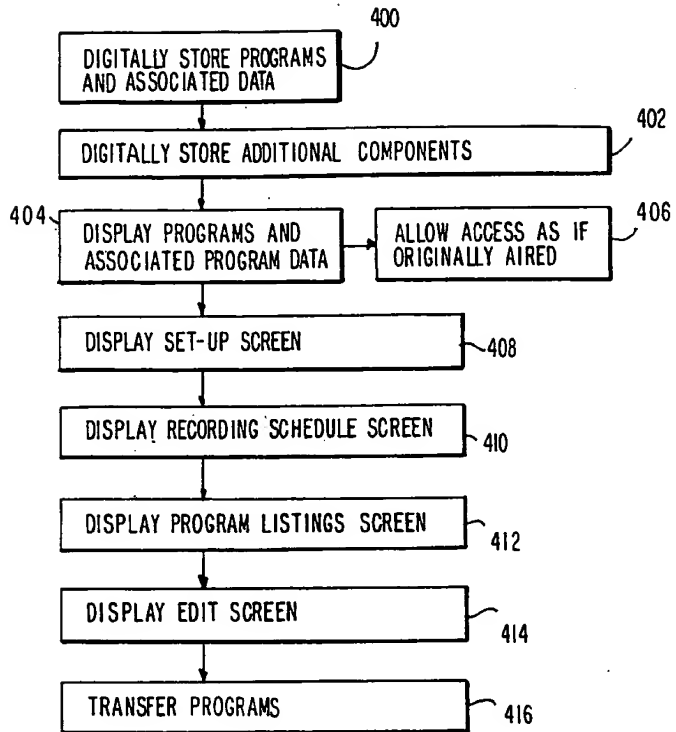 400
DIGITALLY STORE PROGRAMS
AND ASSOCIATED DATA
402
DIGITALLY STORE ADDITIONAL COMPONENTS
404
DISPLAY PROGRAMS AND
ASSOCIATED PROGRAM DATA
406
ALLOW ACCESS AS IF
ORIGINALLY AIRED
DISPLAY SET-UP SCREEN
408
DISPLAY RECORDING SCHEDULE SCREEN
410
DISPLAY PROGRAM LISTINGS SCREEN
412
DISPLAY EDIT SCREEN
414
TRANSFER PROGRAMS
416